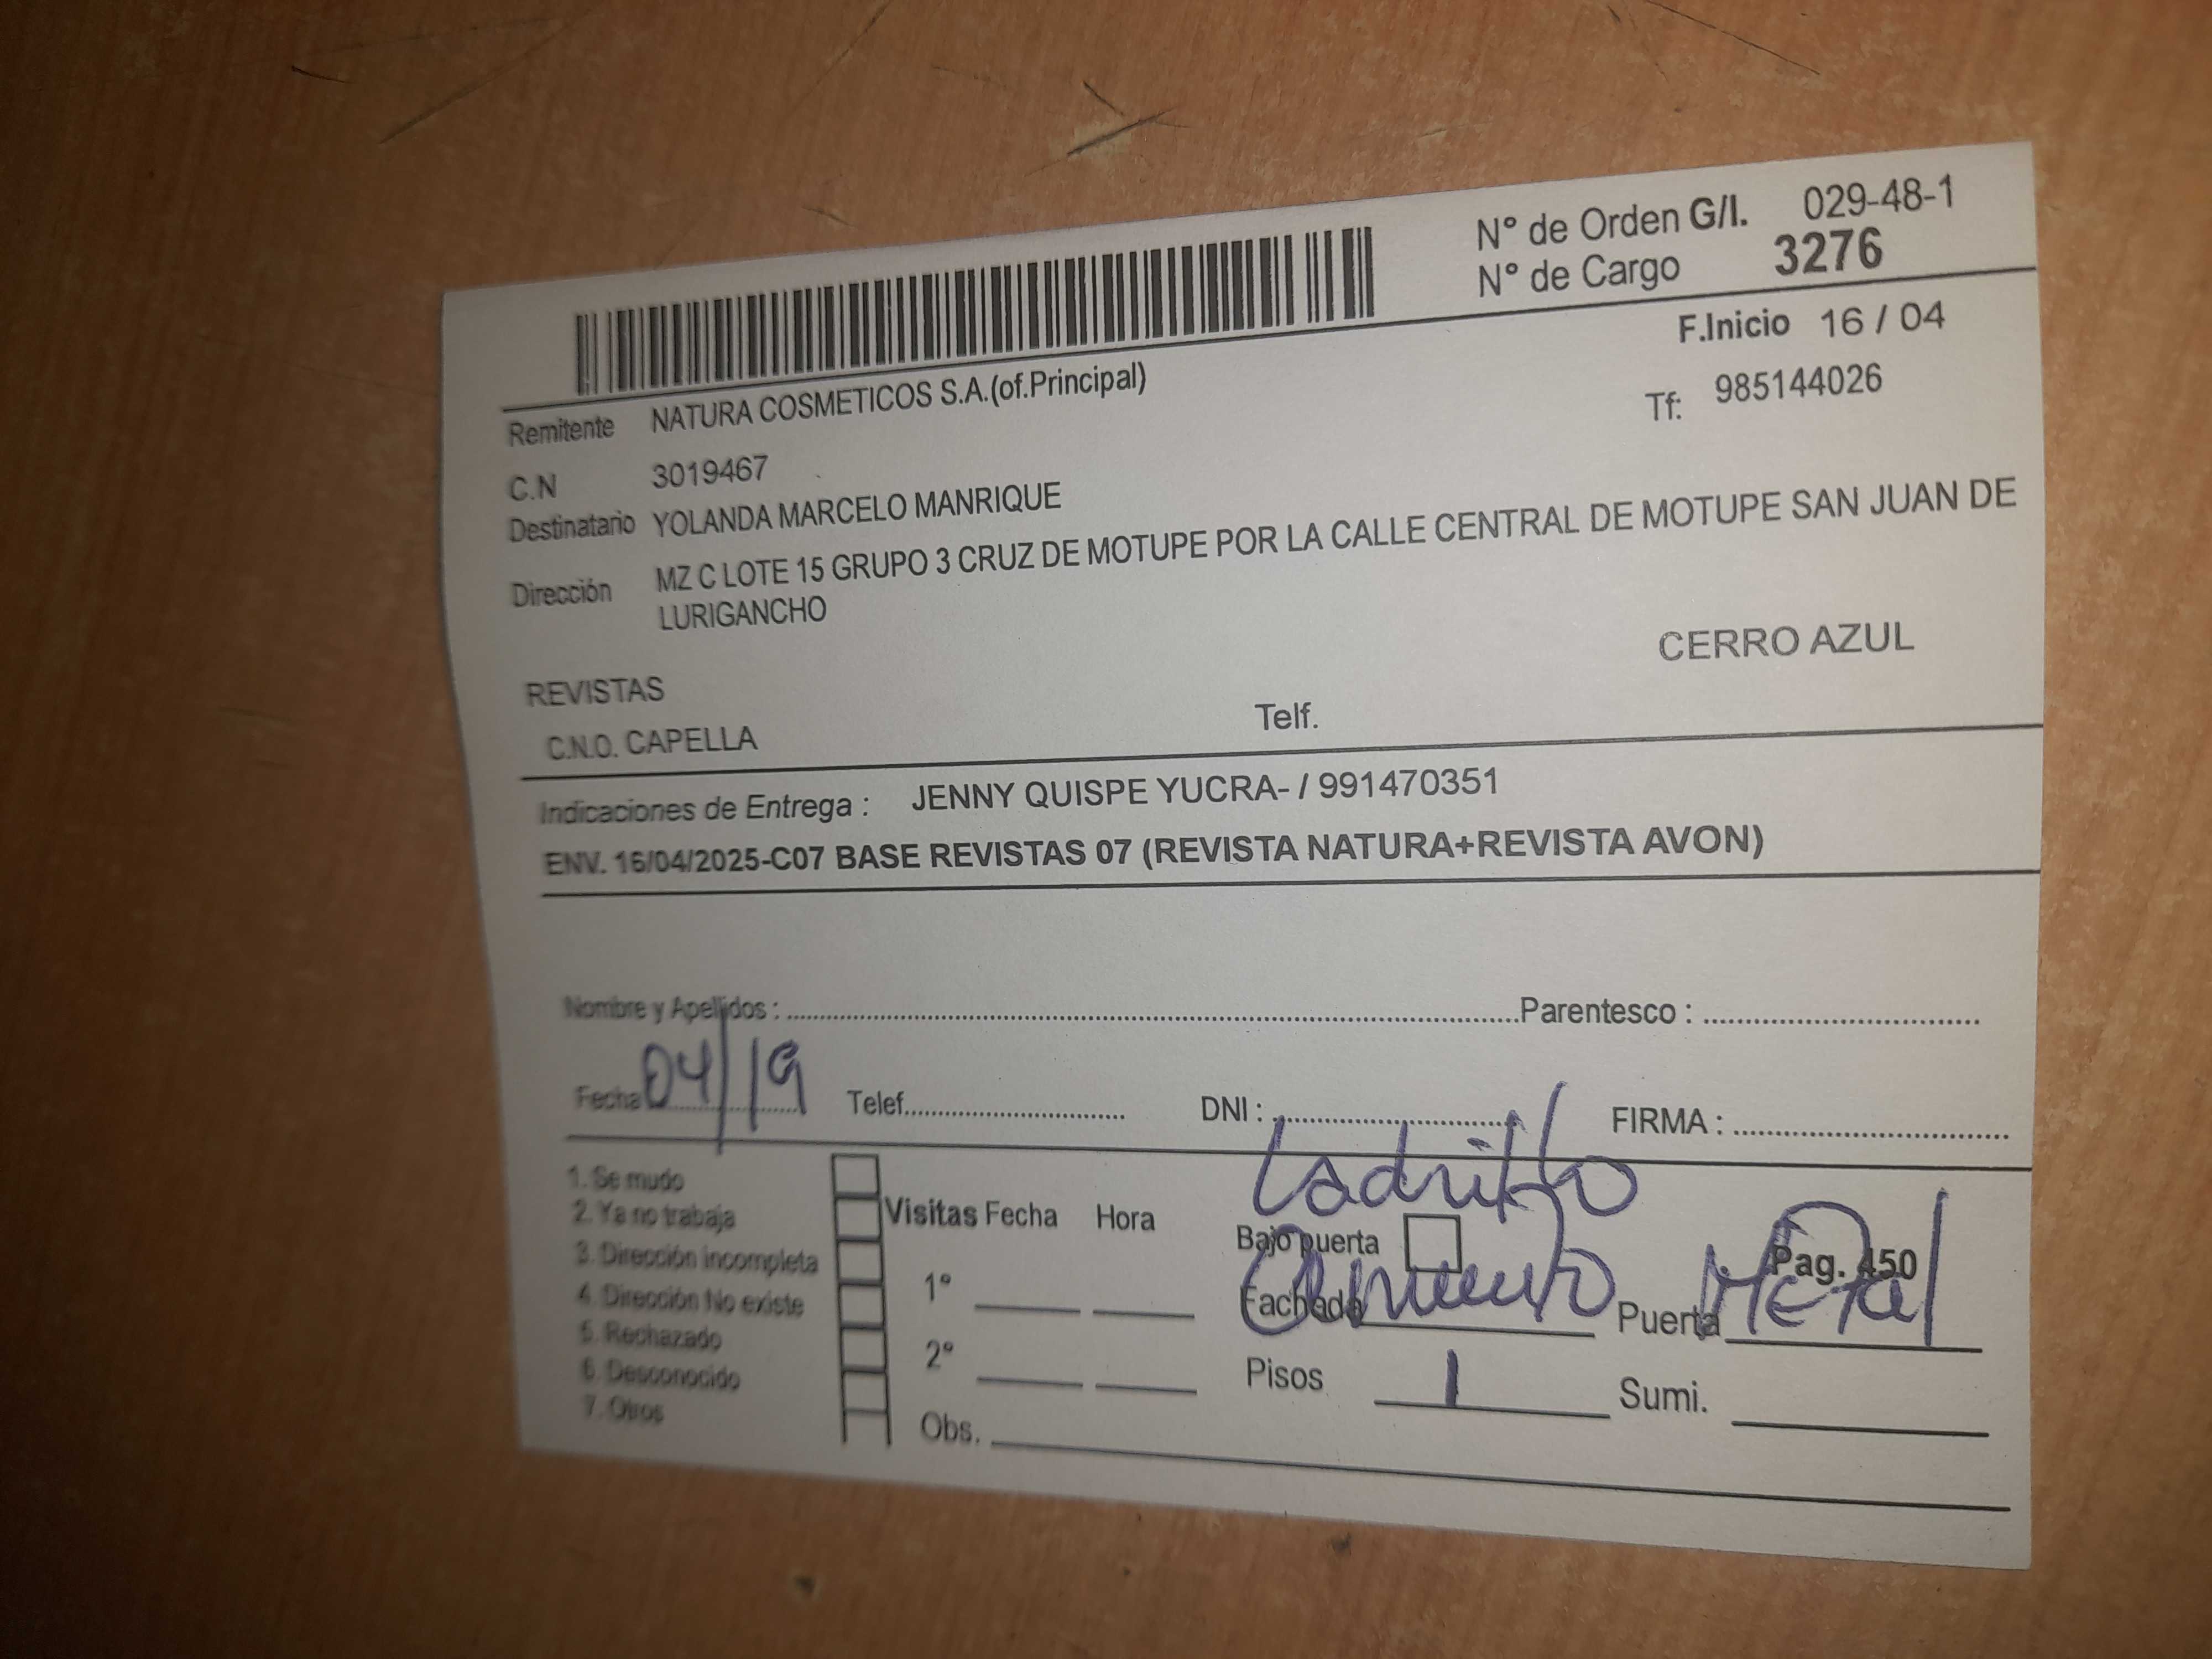 N° de Orden G/I. 029-48-1
N° de Cargo 3276
F.Inicio 16 / 04
Remitente NATURA COSMETICOS S.A.(of.Principal)
Tf: 985144026
C.N 3019467
Destinatario YOLANDA MARCELO MANRIQUE
Dirección MZ C LOTE 15 GRUPO 3 CRUZ DE MOTUPE POR LA CALLE CENTRAL DE MOTUPE SAN JUAN DE
LURIGANCHO
CERRO AZUL
REVISTAS
C.N.O. CAPELLA Telf.
Indicaciones de Entrega : JENNY QUISPE YUCRA- / 991470351
ENV. 16/04/2025-C07 BASE REVISTAS 07 (REVISTA NATURA+REVISTA AVON)
Nombre y Apellidos : Parentesco :
Fecha 04/19 Telef. DNI : FIRMA :
Ladrillo
1. Se mudo
2. Ya no trabaja
3. Dirección incompleta
4. Dirección No existe
5. Rechazado
6. Desconocido
7. Otros
Visitas Fecha Hora
1°
2°
Obs.
Bajo puerta Pag. 450
Fachada Puerta Metal
Pisos 1 Sumi.